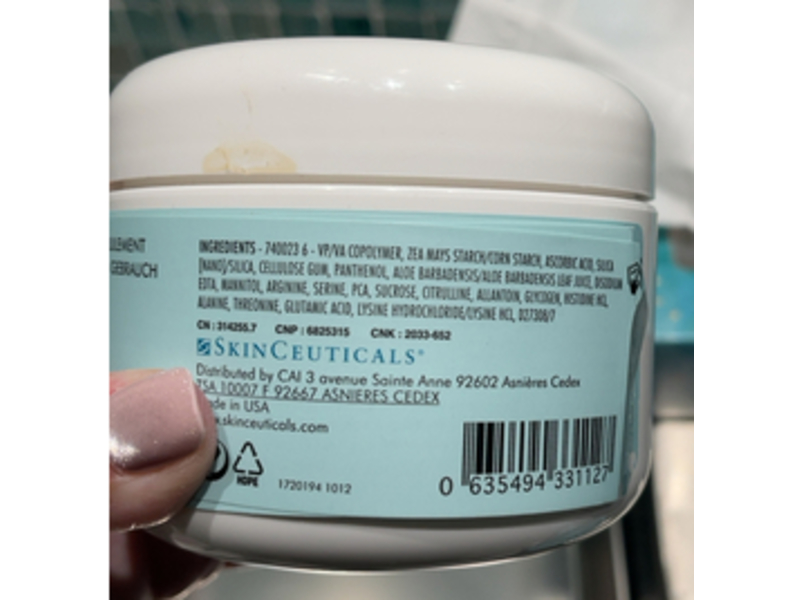 ULEMENT
GEBRAUCH
INGREDIENTS - 740023 6 - VP/VA COPOLYMER, ZEA MAYS STARCH/CORN STARCH, ASCORBIC ACID, SILICA
[NANO]/SILICA, CELLULOSE GUM, PANTHENOL, ALOE BARBADENSIS/ALOE BARBADENSIS LEAF JUICE, DISODIUM
EDTA, MANNITOL, ARGININE, SERINE, PCA, SUCROSE, CITRULLINE, ALLANTOIN, GLYCOGEN, HISTIDINE HCL,
ALANINE, THREONINE, GLUTAMIC ACID, LYSINE HYDROCHLORIDE/LYSINE HCL, D27308/7
CN : 314255.7 CNP : 6825315 CNK : 2033-652
SKINCEUTICALS®
Distributed by CAI 3 avenue Sainte Anne 92602 Asnières Cedex
TSA 10007 F 92667 ASNIERES CEDEX
de in USA
w.skinceuticals.com
HDPE
1720194 1012
0 635494 331127